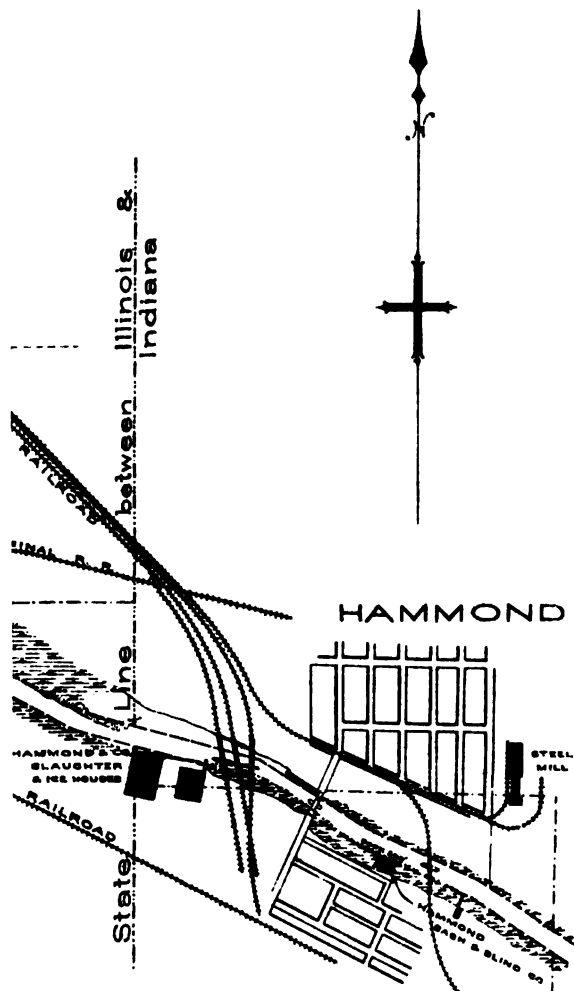 N
State Line between Illinois &
Indiana
RAILROAD
R. R.
HAMMOND
HAMMOND & CO
SLAUGHTER
& ICE HOUSES
STEEL
MILL
RAILROAD
HAMMOND
SASH & BLIND CO